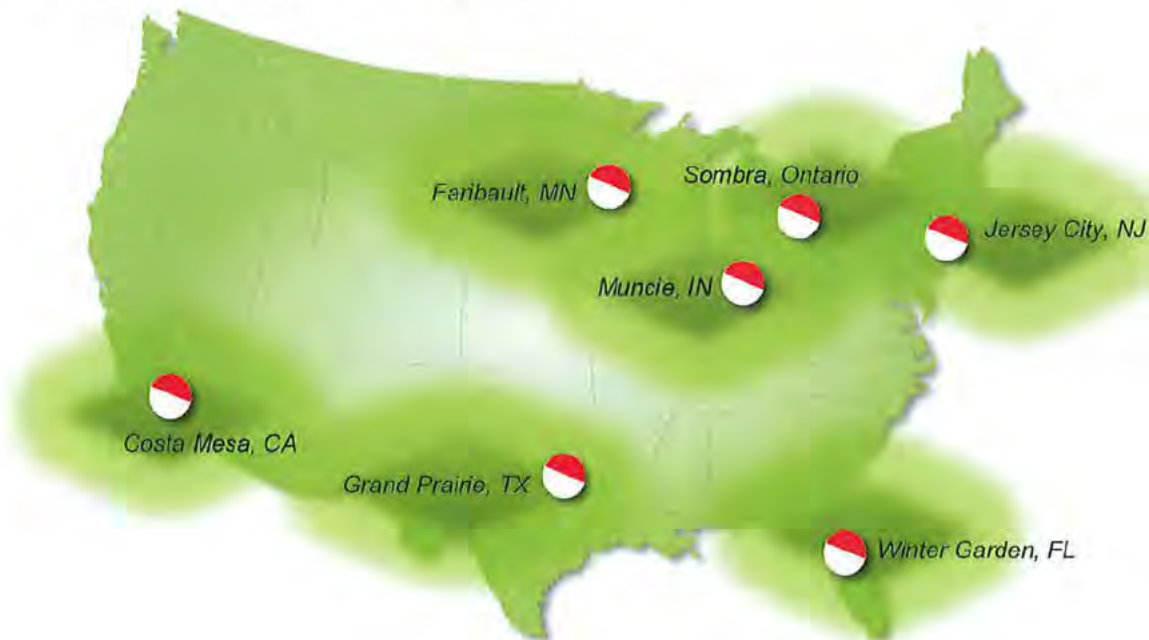 Sombra, Ontario
Faribault, MN
Jersey City, NJ
Muncie, IN
Costa Mesa, CA
Grand Prairie, TX
Winter Garden, FL